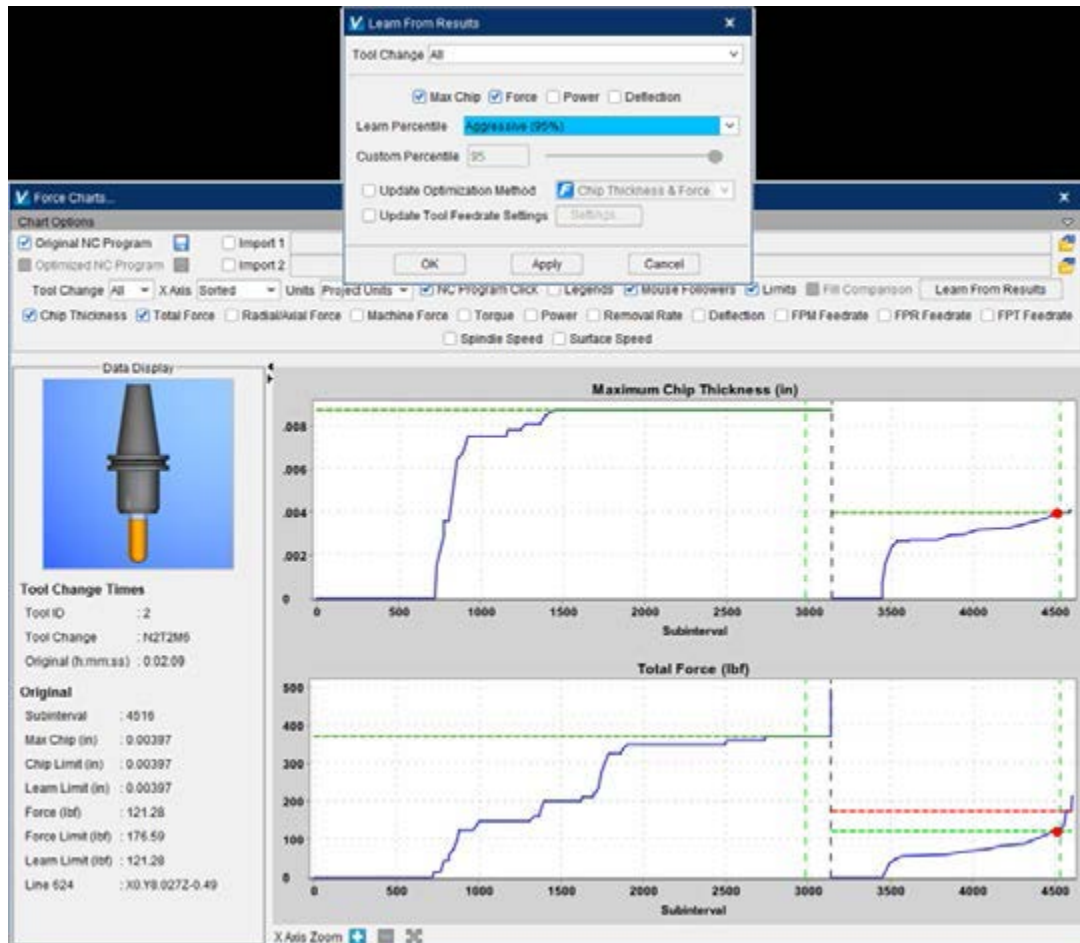 Learn From Results
Tool Change All
Max Chip Force Power Deflection
Learn Percentile Aggressive (95%)
Custom Percentile 95
Update Optimization Method Chip Thickness & Force
Update Tool Feedrate Settings Settings...
OK Apply Cancel
Force Charts...
Chart Options
Original NC Program Import 1
Optimized NC Program Import 2
Tool Change All X Axis Sorted Units Project Units NC Program Click Legends Mouse Followers Limits Fill Comparison Learn From Results
Chip Thickness Total Force Radial/Axial Force Machine Force Torque Power Removal Rate Deflection FPM Feedrate FPR Feedrate FPT Feedrate
Spindle Speed Surface Speed
Data Display
Tool Change Times
Tool ID : 2
Tool Change : N2T2M6
Original (h:mm:ss) : 0:02:09
Original
Subinterval : 4516
Max Chip (in) : 0.00397
Chip Limit (in) : 0.00397
Learn Limit (in) : 0.00397
Force (lbf) : 121.28
Force Limit (lbf) : 176.59
Learn Limit (lbf) : 121.28
Line 624 : X0.Y8.027Z-0.49
Maximum Chip Thickness (in)
.008
.006
.004
.002
0
0 500 1000 1500 2000 2500 3000 3500 4000 4500
Subinterval
Total Force (lbf)
500
400
300
200
100
0
0 500 1000 1500 2000 2500 3000 3500 4000 4500
Subinterval
X Axis Zoom